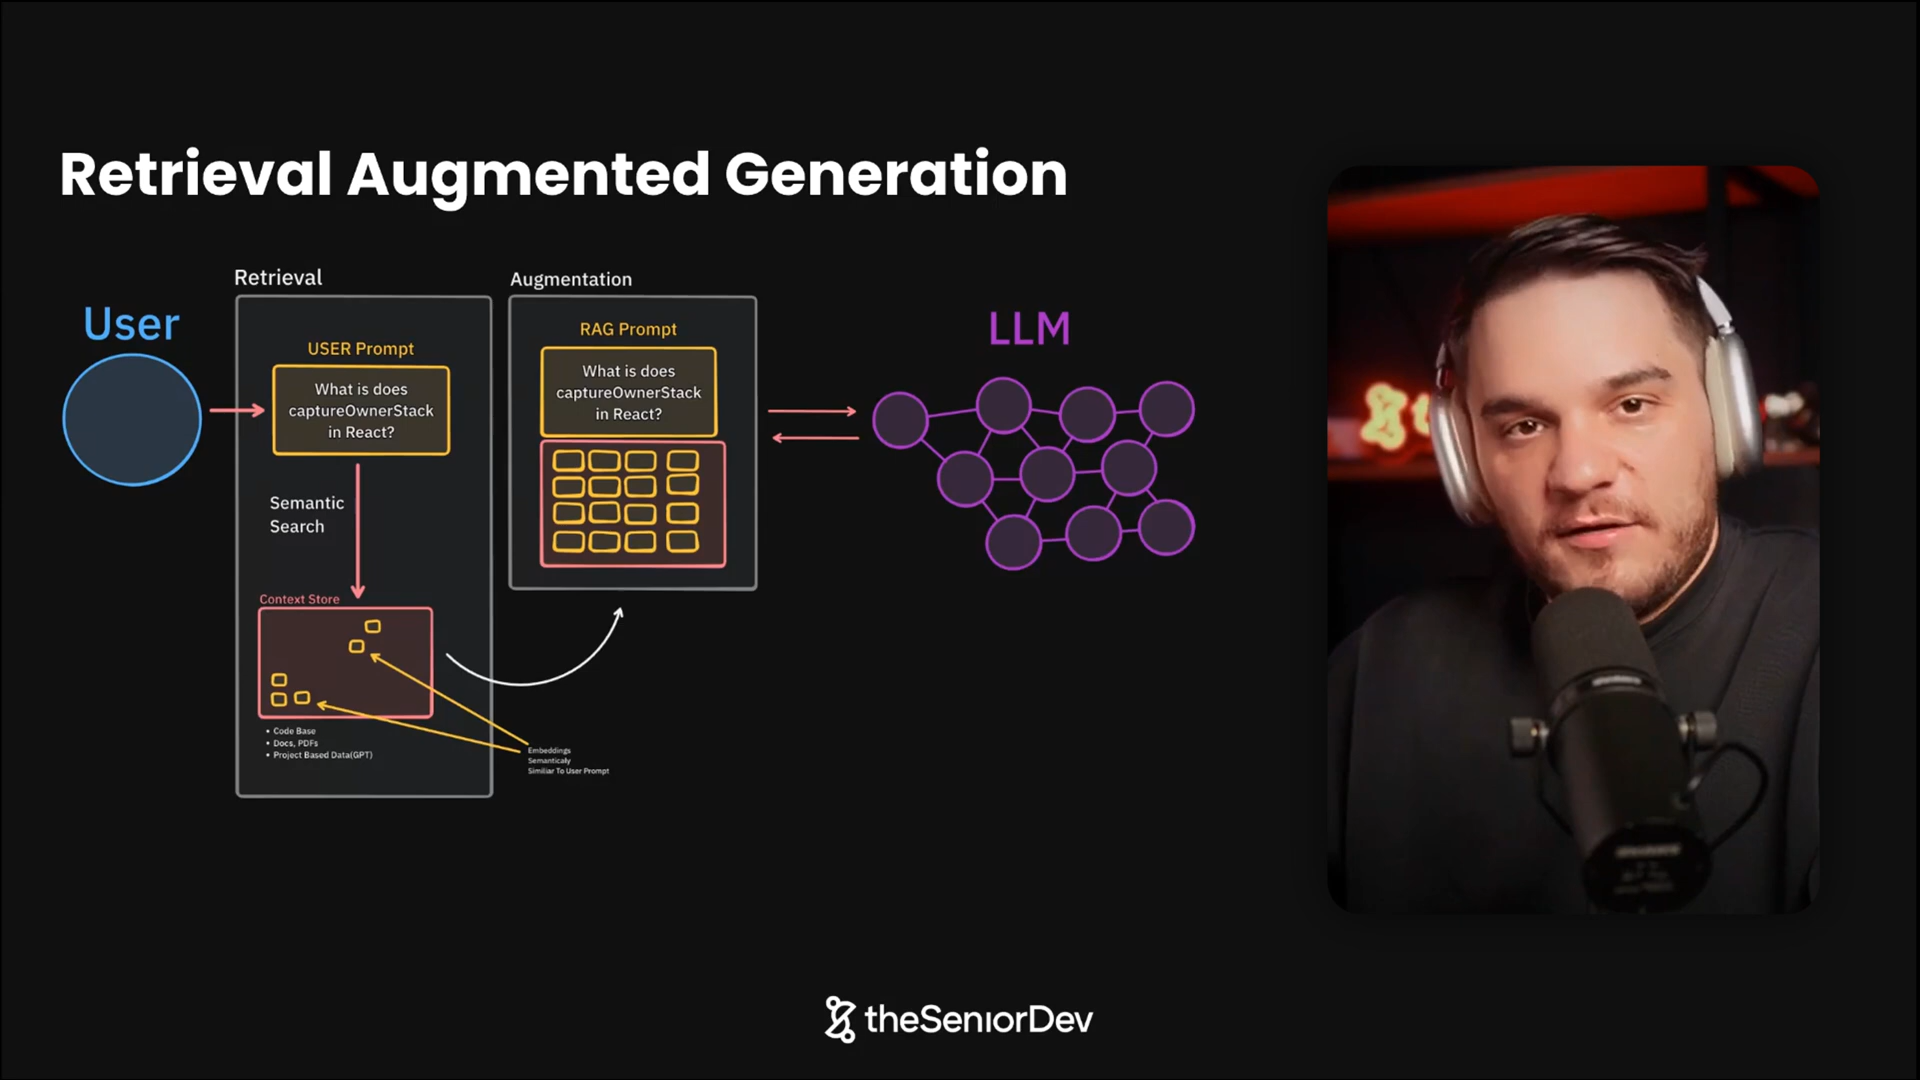 Retrieval Augmented Generation
Retrieval
User
USER Prompt
What is does
captureOwnerStack
in React?
Semantic
Search
Context Store
• Code Base
• Docs, PDFs
• Project Based Data(GPT)
Embeddings
Semanticaly
Similiar To User Prompt
Augmentation
RAG Prompt
What is does
captureOwnerStack
in React?
LLM
theSeniorDev